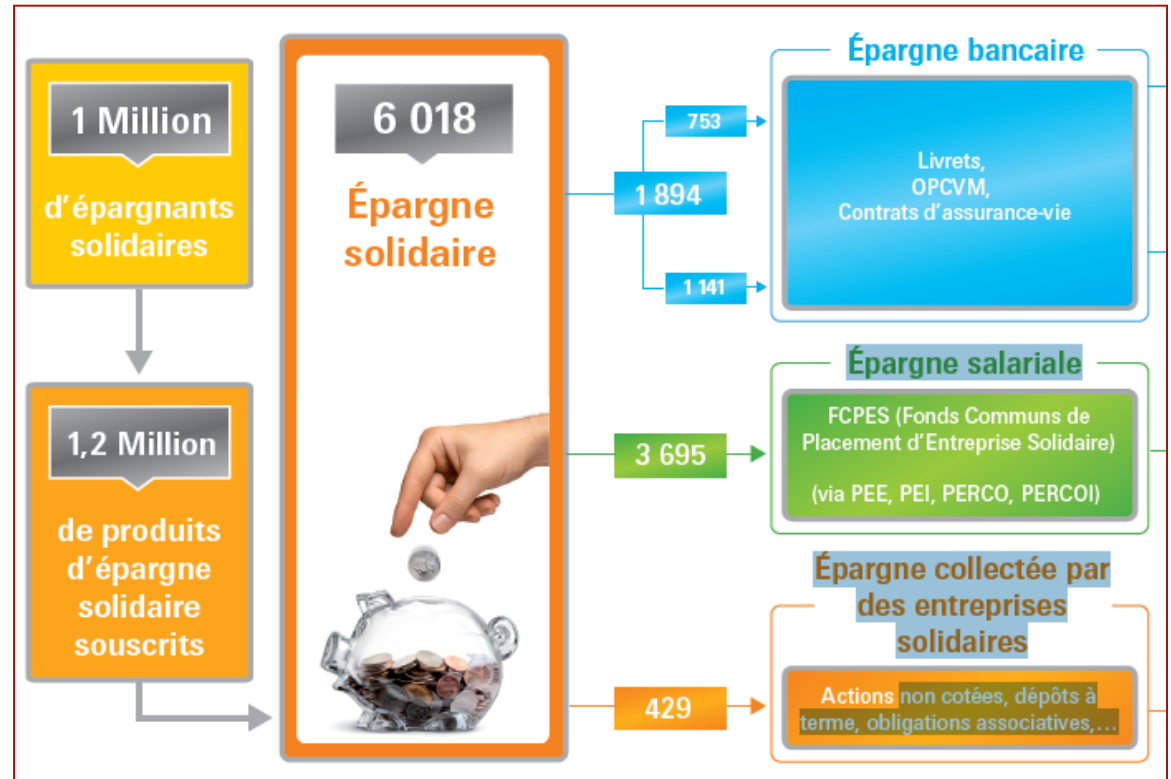 1 Million
d'épargnants
solidaires
1,2 Million
de produits
d'épargne
solidaire
souscrits
6 018
Épargne
solidaire
753
1 894
1 141
Épargne bancaire
Livrets,
OPCVM,
Contrats d'assurance-vie
3 695
Épargne salariale
FCPES (Fonds Communs de
Placement d'Entreprise Solidaire)
(via PEE, PEI, PERCO, PERCOI)
429
Épargne collectée par
des entreprises
solidaires
Actions non cotées, dépôts à
terme, obligations associatives,...